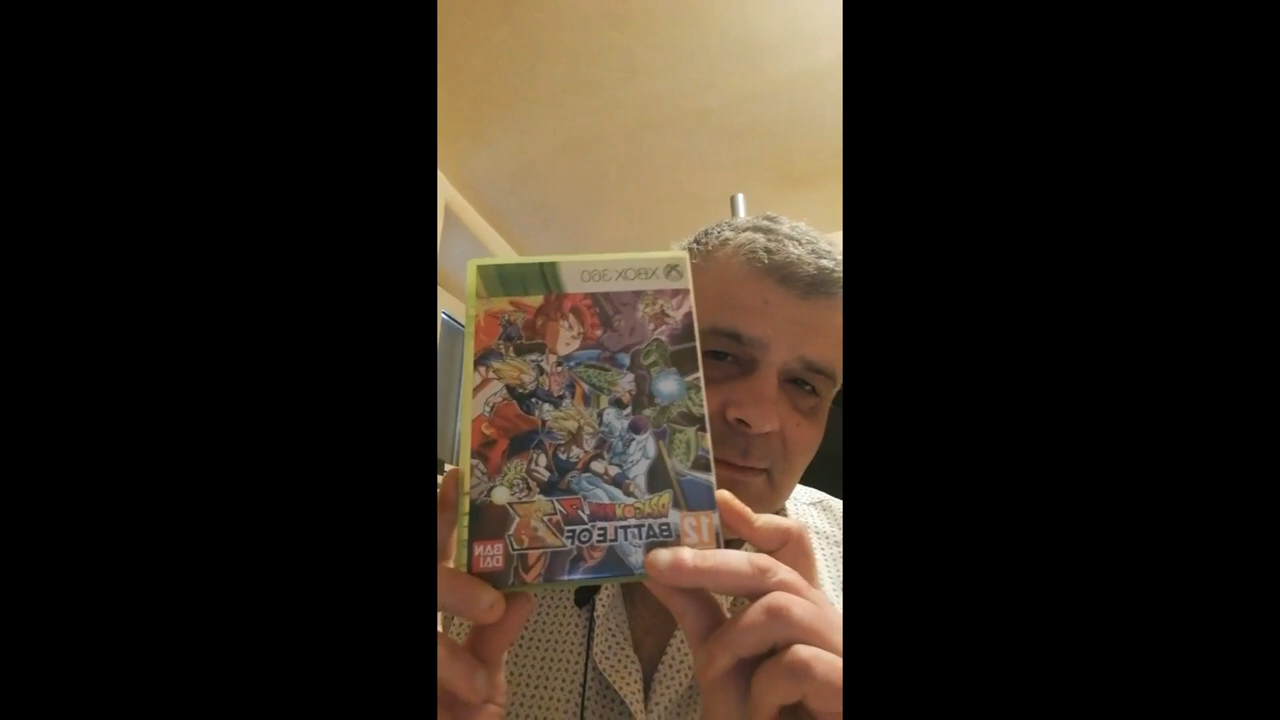 XBOX 360
DRAGON BALL Z
BATTLE OF Z
12
BAN
DAI